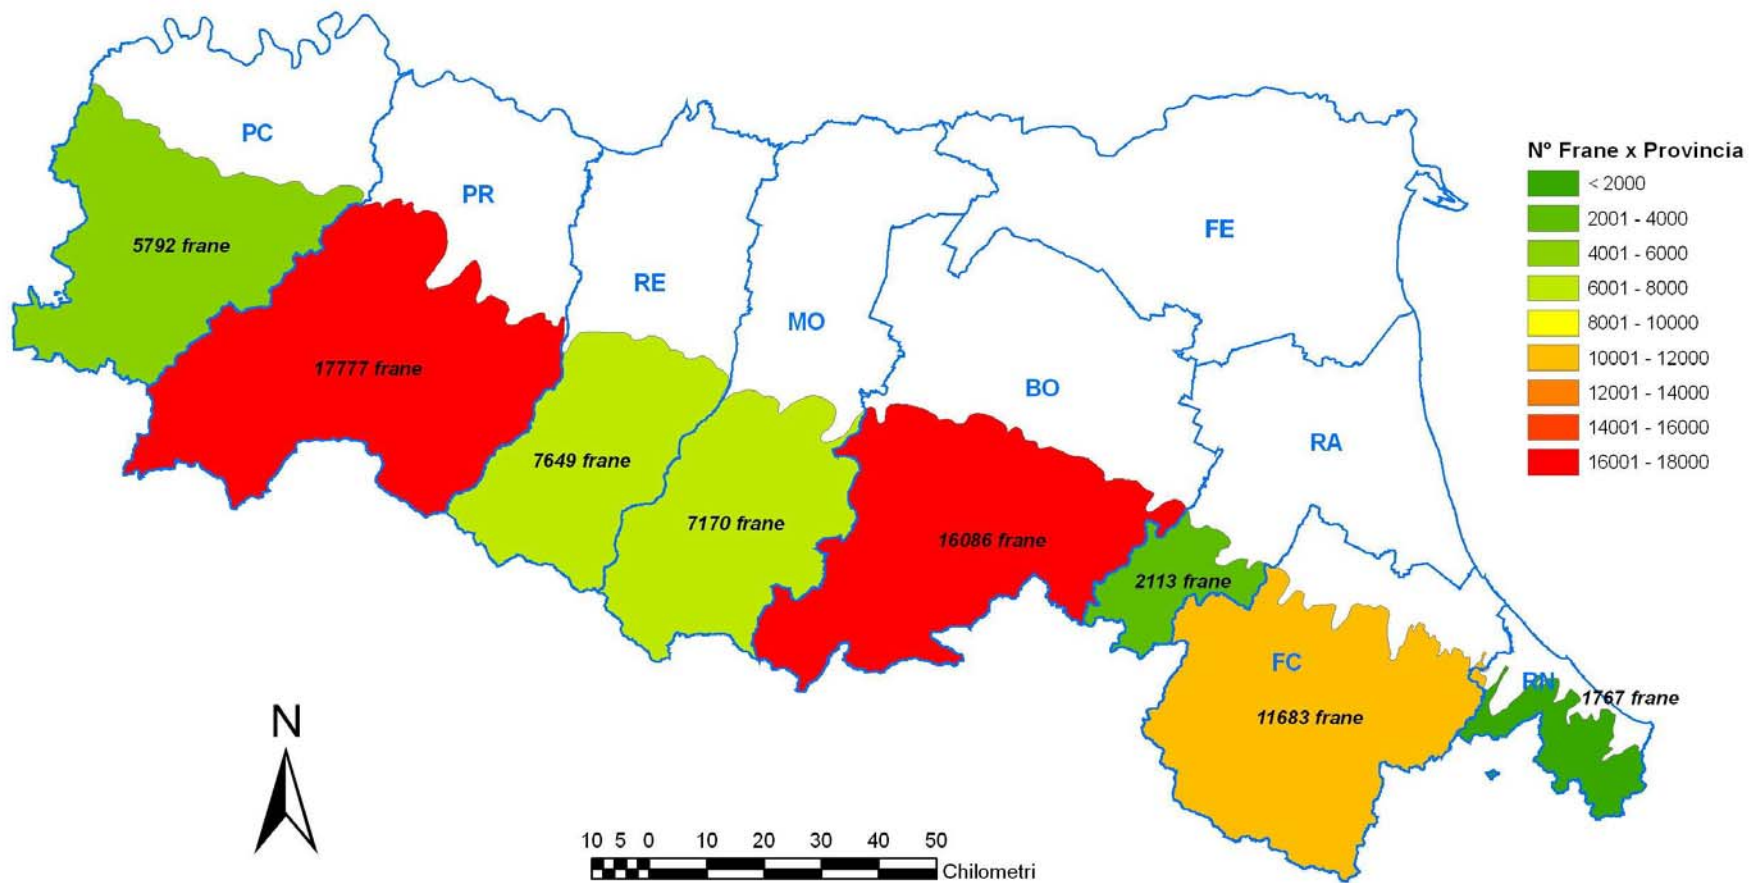 PC
PR
RE
MO
BO
FE
RA
FC
RN
5792 frane
17777 frane
7649 frane
7170 frane
16086 frane
2113 frane
11683 frane
1767 frane
N° Frane x Provincia
< 2000
2001 - 4000
4001 - 6000
6001 - 8000
8001 - 10000
10001 - 12000
12001 - 14000
14001 - 16000
16001 - 18000
N
10 5 0 10 20 30 40 50
Chilometri